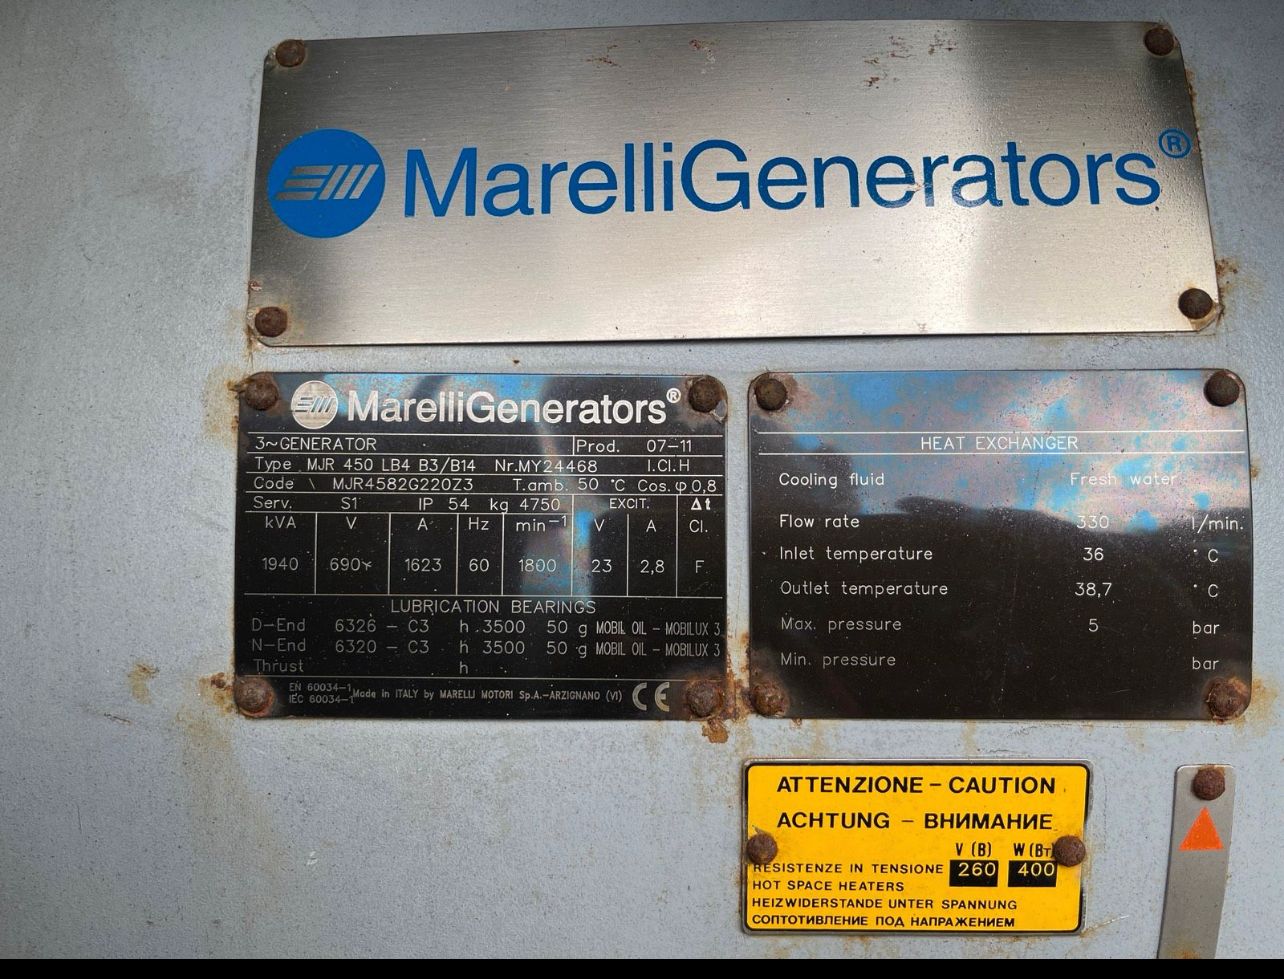 MarelliGenerators®
MarelliGenerators®
3~GENERATOR Prod. 07-11
Type MJR 450 LB4 B3/B14 Nr.MY24468 I.Cl.H
Code \ MJR4582G220Z3 T.amb. 50 °C Cos.φ 0,8
Serv. S1 IP 54 kg 4750 EXCIT. Δt
kVA V A Hz min⁻¹ V A Cl.
1940 690 1623 60 1800 23 2,8 F
LUBRICATION BEARINGS
D-End 6326 - C3 h 3500 50 g MOBIL OIL - MOBILUX 3
N-End 6320 - C3 h 3500 50 g MOBIL OIL - MOBILUX 3
Thrust h
EN 60034-1
IEC 60034-1 Made in ITALY by MARELLI MOTORI S.p.A.-ARZIGNANO (VI) CE
HEAT EXCHANGER
Cooling fluid Fresh water
Flow rate 330 l/min.
Inlet temperature 36 °C
Outlet temperature 38,7 °C
Max. pressure 5 bar
Min. pressure bar
ATTENZIONE - CAUTION
ACHTUNG - ВНИМАНИЕ
V (B) W (Вт)
RESISTENZE IN TENSIONE 260 400
HOT SPACE HEATERS
HEIZWIDERSTANDE UNTER SPANNUNG
СОПТОТИВЛЕНИЕ ПОД НАПРАЖЕНИЕМ